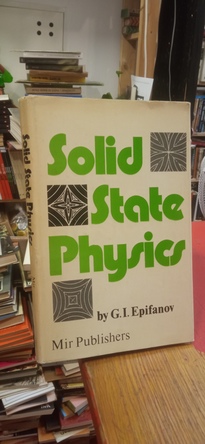 Solid
State
Physics
by G.I. Epifanov
Mir Publishers
Solid State Physics